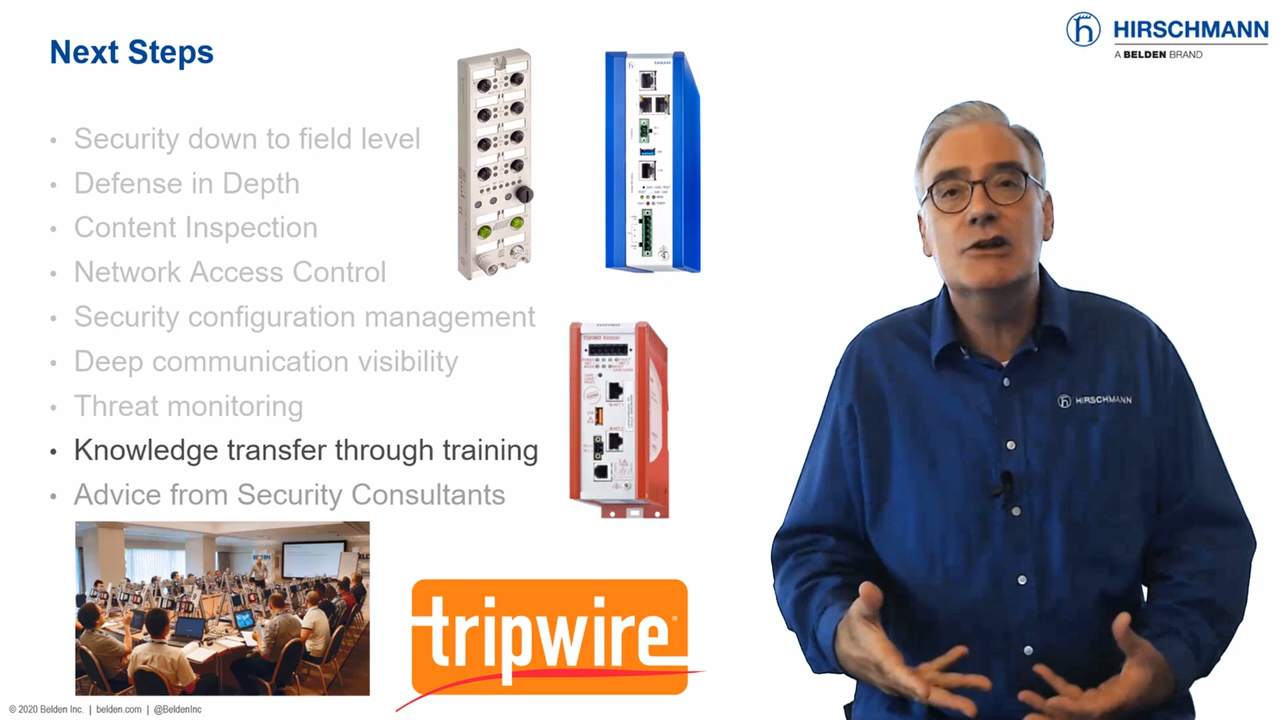 Next Steps
HIRSCHMANN
A BELDEN BRAND
• Security down to field level
• Defense in Depth
• Content Inspection
• Network Access Control
• Security configuration management
• Deep communication visibility
• Threat monitoring
• Knowledge transfer through training
• Advice from Security Consultants
HIRSCHMANN
tripwire®
© 2020 Belden Inc. | belden.com | @BeldenInc